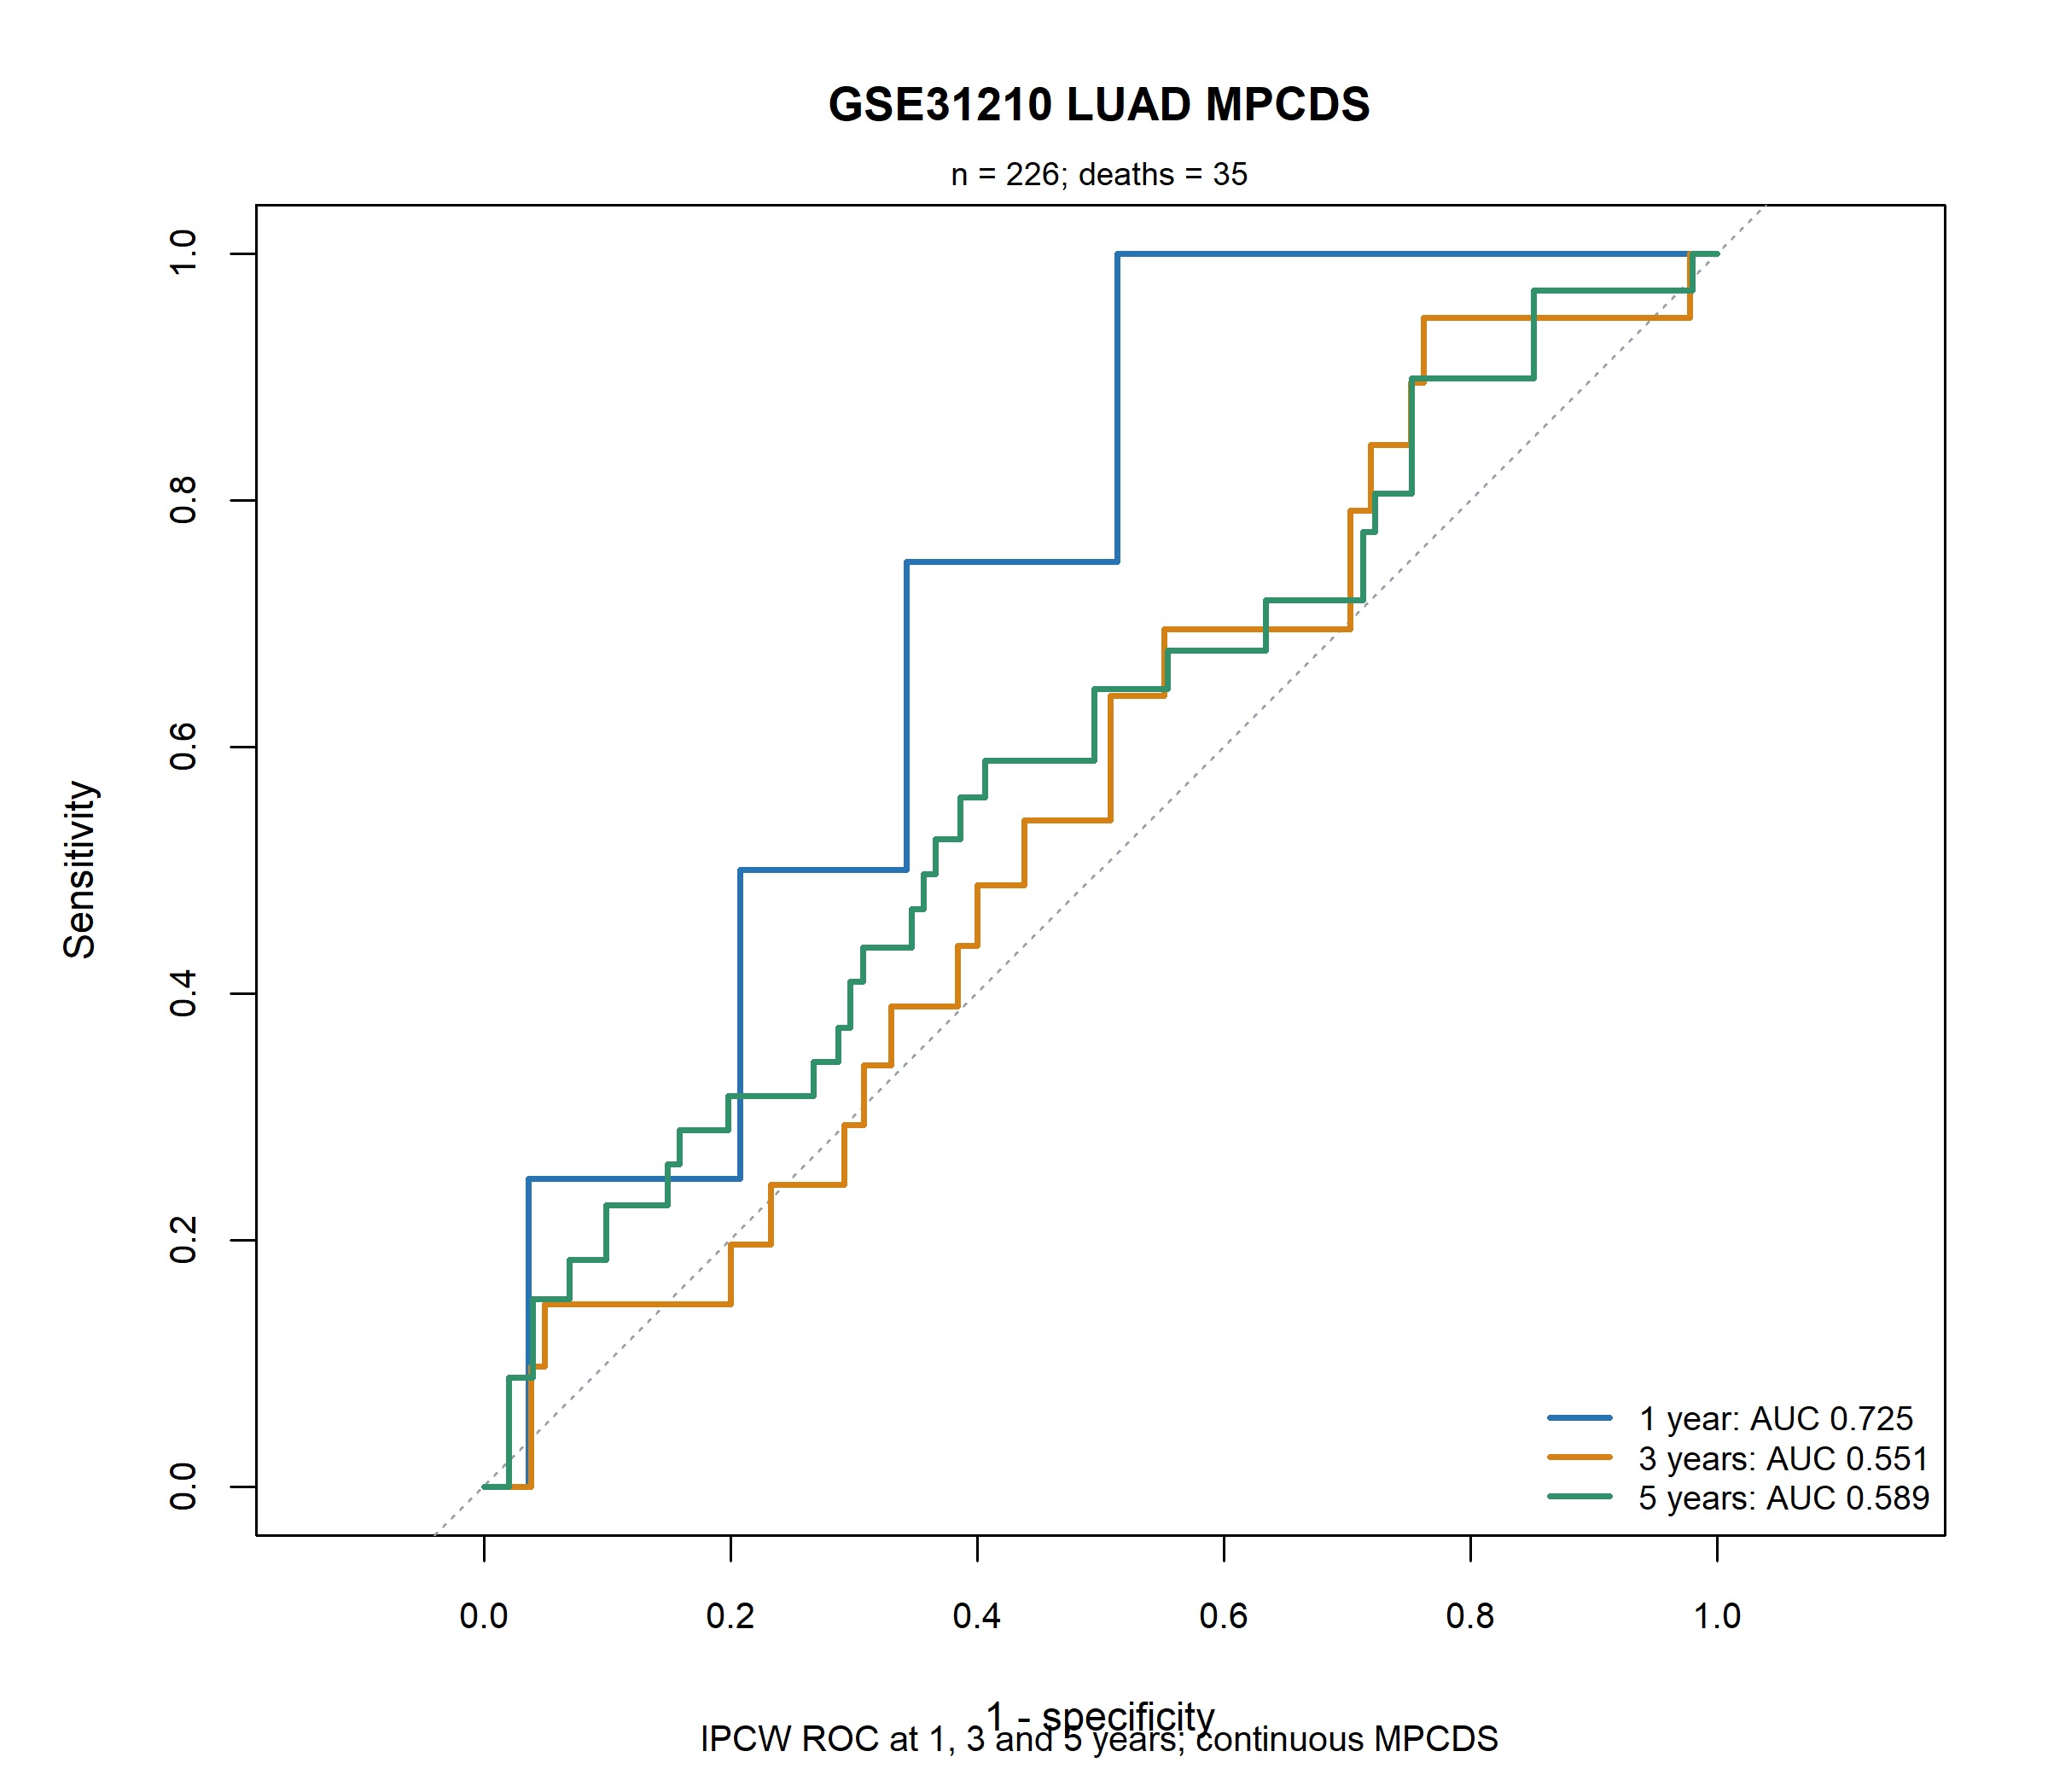 GSE31210 LUAD MPCDS
n = 226; deaths = 35
1.0
0.8
0.6
0.4
0.2
0.0
Sensitivity
1 year: AUC 0.725
3 years: AUC 0.551
5 years: AUC 0.589
0.0 0.2 0.4 0.6 0.8 1.0
1 - specificity
IPCW ROC at 1, 3 and 5 years; continuous MPCDS